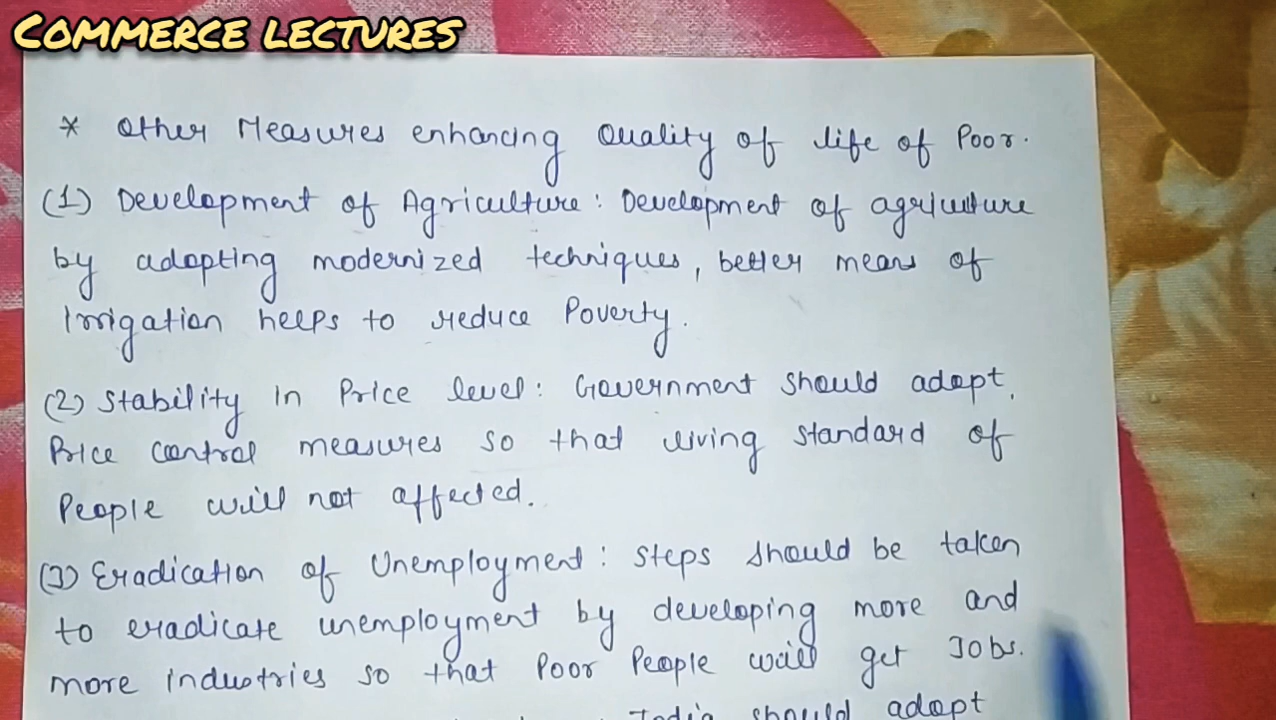 COMMERCE LECTURES
* Other Measures enhancing Quality of life of Poor.
(1) Development of Agriculture: Development of agriculture
by adopting modernized techniques, better means of
Irrigation helps to reduce Poverty.
(2) Stability in Price level: Government should adopt.
Price control measures so that living standard of
People will not affected.
(3) Eradication of Unemployment: Steps should be taken
to eradicate unemployment by developing more and
more industries so that Poor People will get Jobs.
India should adopt